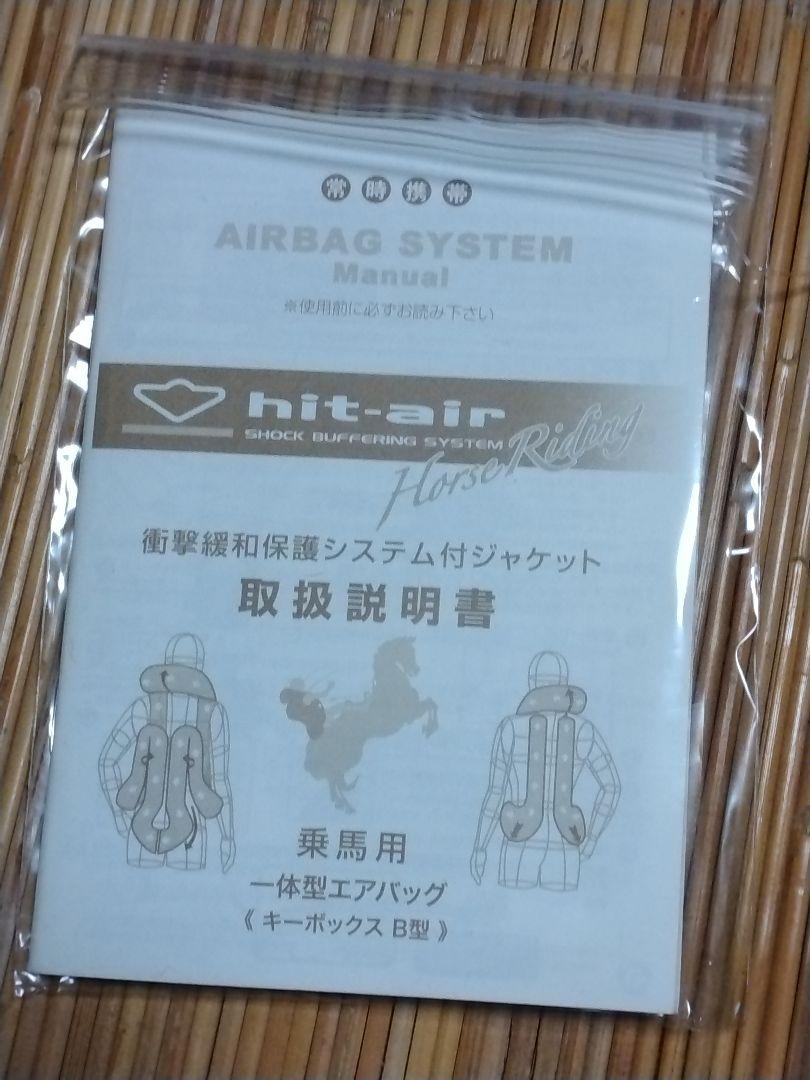 常時携帯
AIRBAG SYSTEM
Manual
※使用前に必ずお読み下さい
hit-air
SHOCK BUFFERING SYSTEM
Horse Riding
衝撃緩和保護システム付ジャケット
取扱説明書
乗馬用
一体型エアバッグ
《 キーボックス B型 》